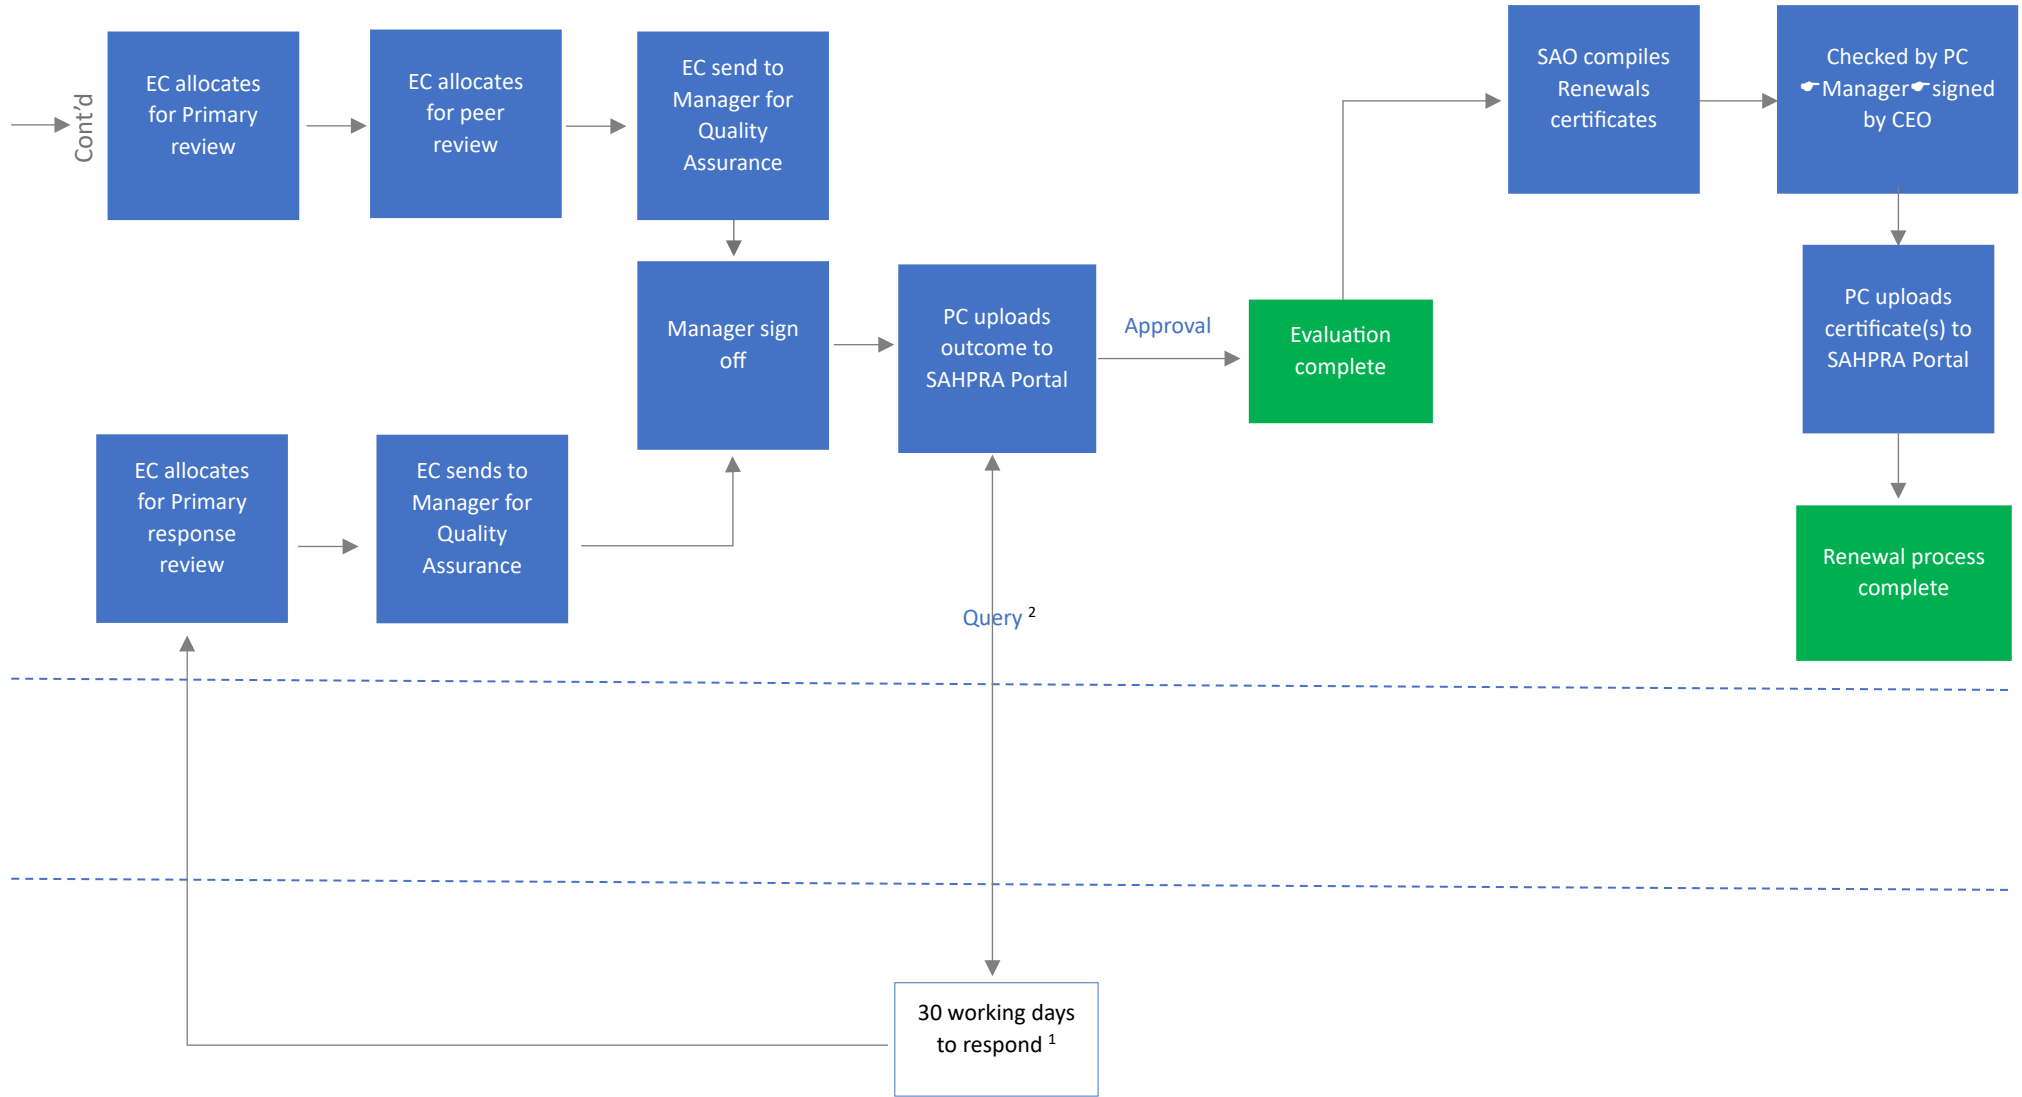 Cont'd
EC allocates
for Primary
review
EC allocates
for peer
review
EC send to
Manager for
Quality
Assurance
Manager sign
off
PC uploads
outcome to
SAHPRA Portal
Approval
Evaluation
complete
SAO compiles
Renewals
certificates
Checked by PC
☛Manager☛signed
by CEO
PC uploads
certificate(s) to
SAHPRA Portal
Renewal process
complete
EC allocates
for Primary
response
review
EC sends to
Manager for
Quality
Assurance
Query ²
30 working days
to respond ¹